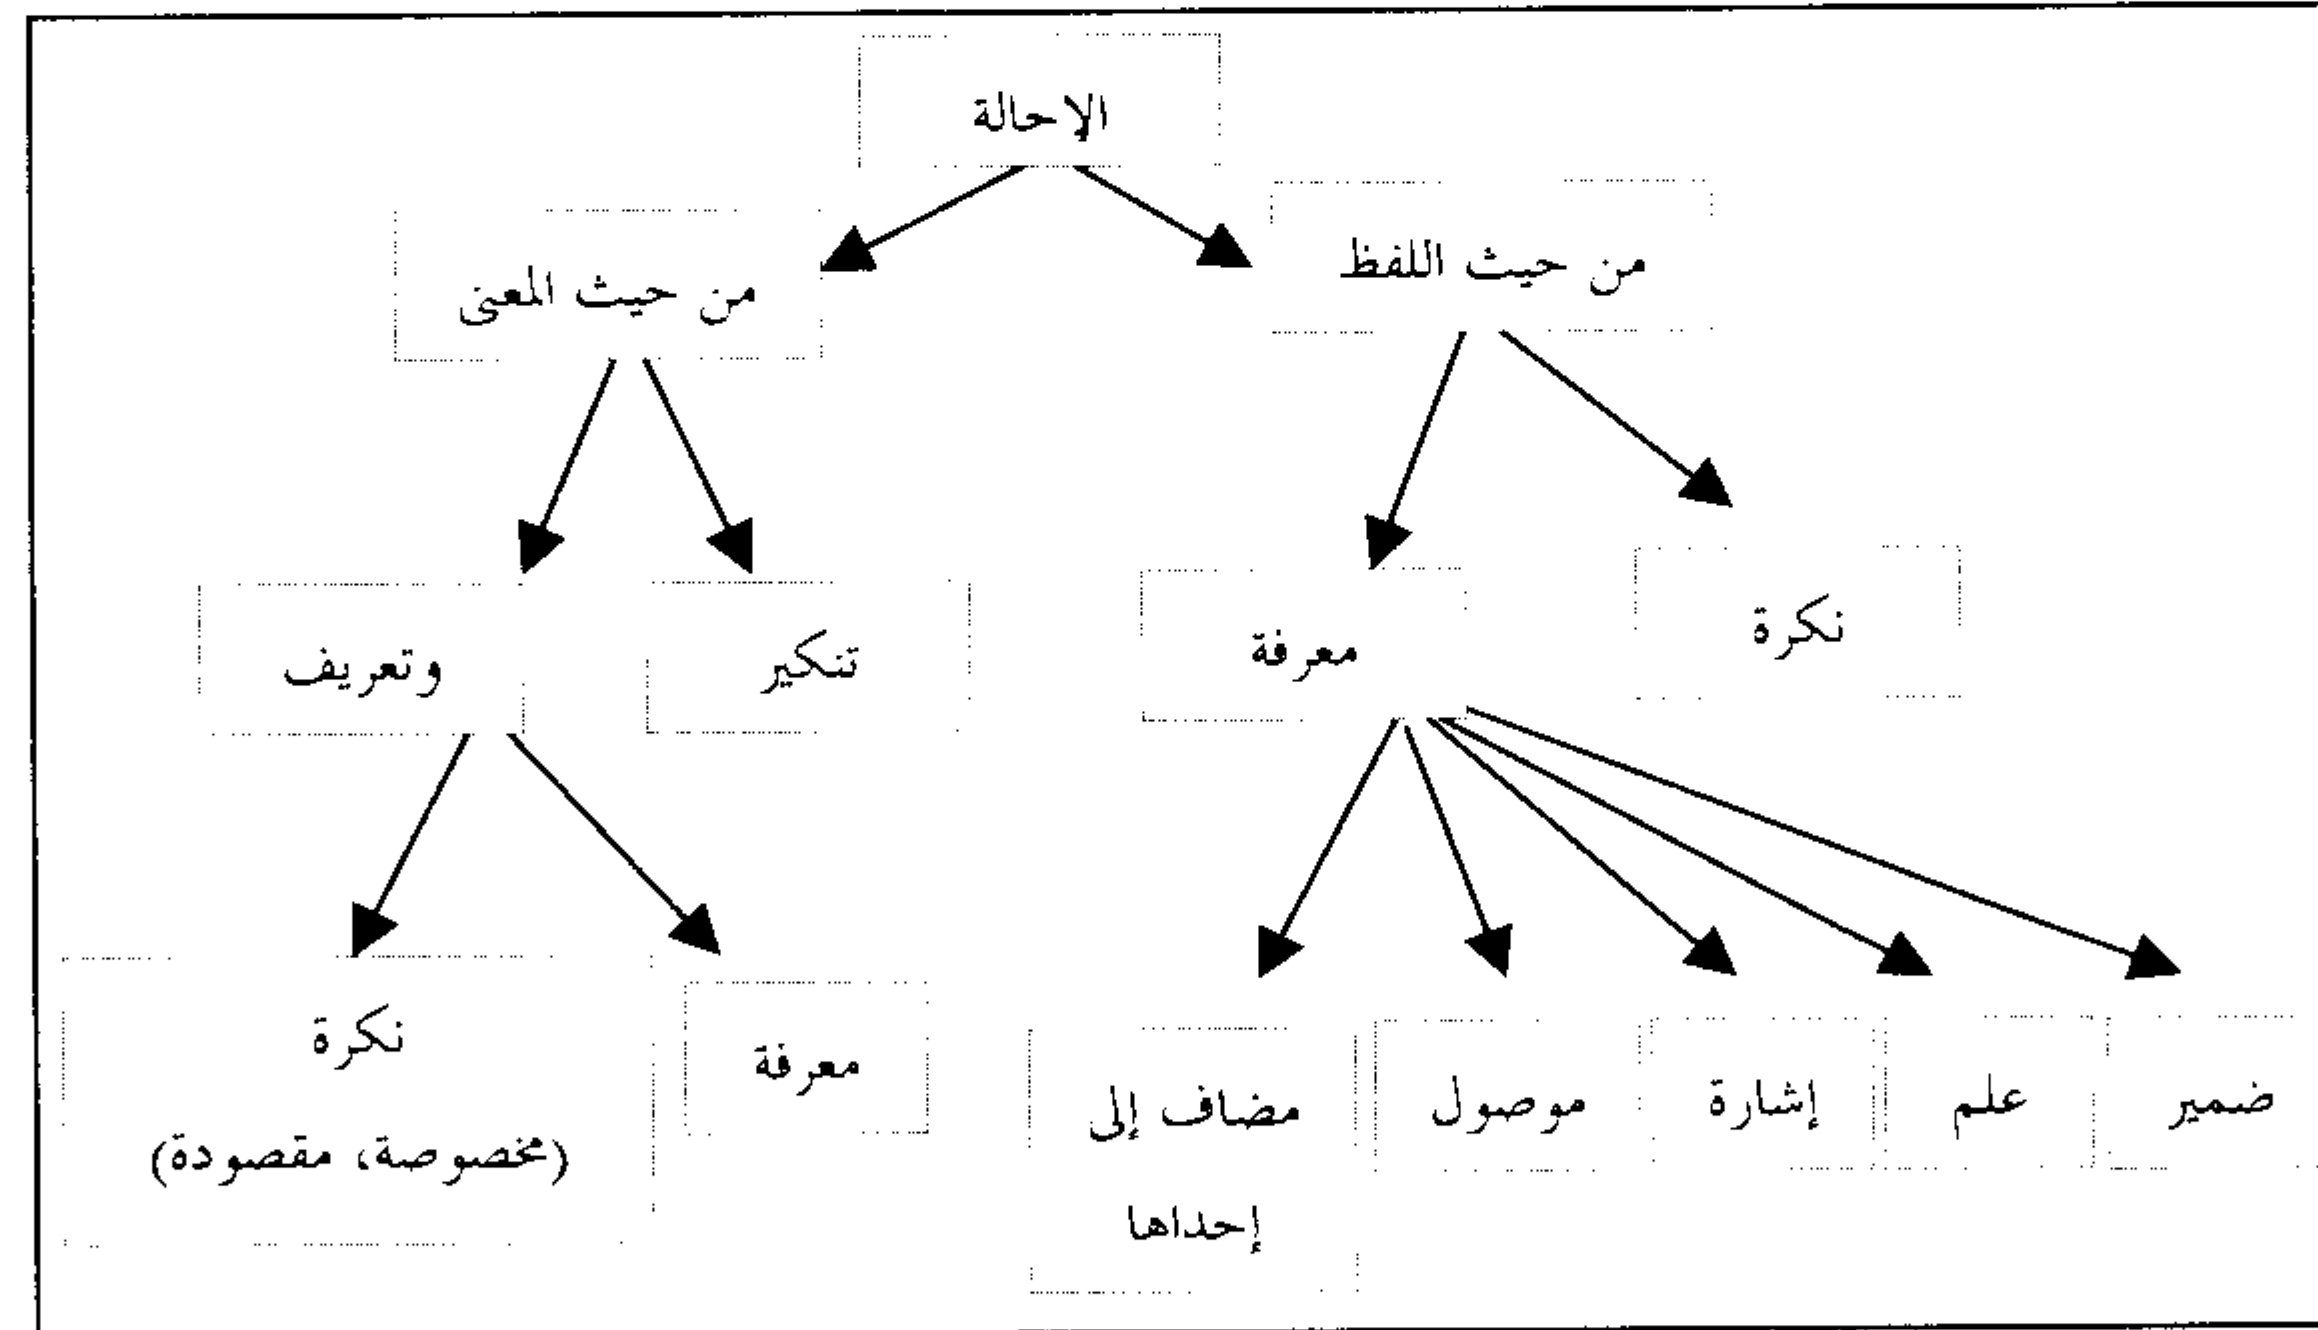 الإحالة
من حيث اللفظ
من حيث المعنى
نكرة
معرفة
تنكير
وتعريف
ضمير
علم
إشارة
موصول
مضاف إلى
إحداها
معرفة
نكرة
(مخصوصة، مقصودة)